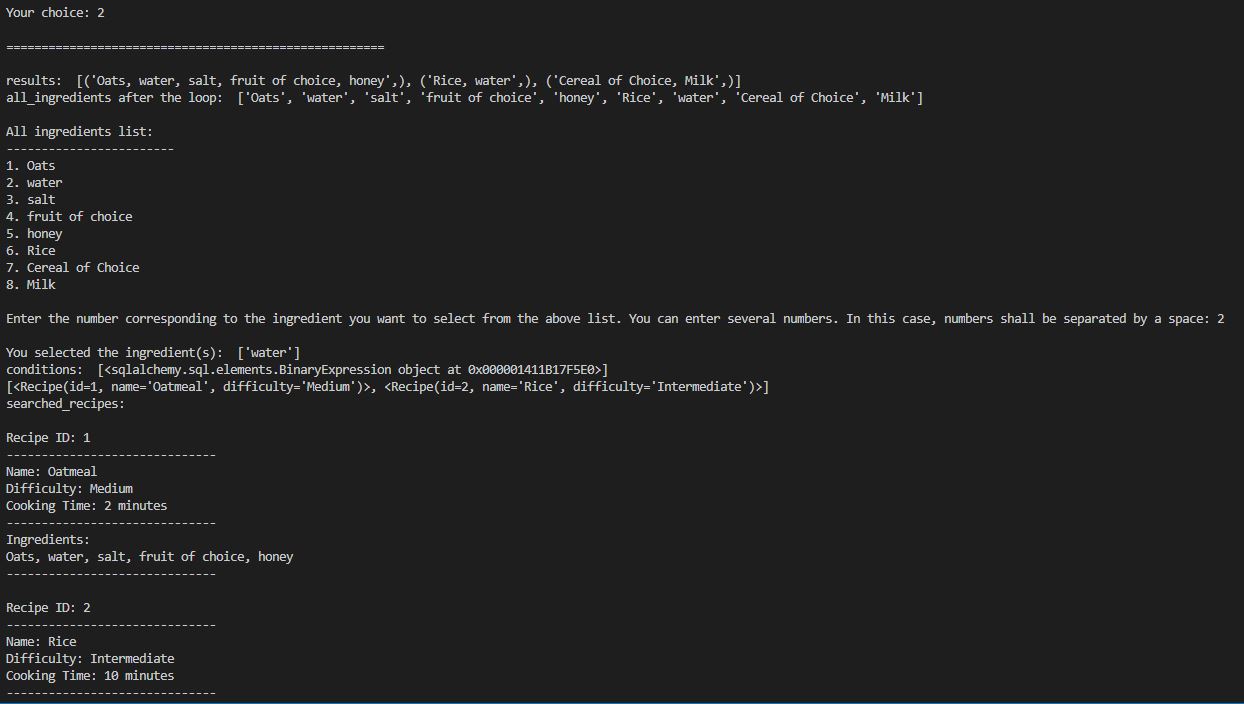 Your choice: 2
======================================================
results:  [('Oats, water, salt, fruit of choice, honey',), ('Rice, water',), ('Cereal of Choice, Milk',)]
all_ingredients after the loop:  ['Oats', 'water', 'salt', 'fruit of choice', 'honey', 'Rice', 'water', 'Cereal of Choice', 'Milk']
All ingredients list:
------------------------
1. Oats
2. water
3. salt
4. fruit of choice
5. honey
6. Rice
7. Cereal of Choice
8. Milk
Enter the number corresponding to the ingredient you want to select from the above list. You can enter several numbers. In this case, numbers shall be separated by a space: 2
You selected the ingredient(s):  ['water']
conditions:  [<sqlalchemy.sql.elements.BinaryExpression object at 0x000001411B17F5E0>]
[<Recipe(id=1, name='Oatmeal', difficulty='Medium')>, <Recipe(id=2, name='Rice', difficulty='Intermediate')>]
searched_recipes:
Recipe ID: 1
------------------------------
Name: Oatmeal
Difficulty: Medium
Cooking Time: 2 minutes
------------------------------
Ingredients:
Oats, water, salt, fruit of choice, honey
------------------------------
Recipe ID: 2
------------------------------
Name: Rice
Difficulty: Intermediate
Cooking Time: 10 minutes
------------------------------